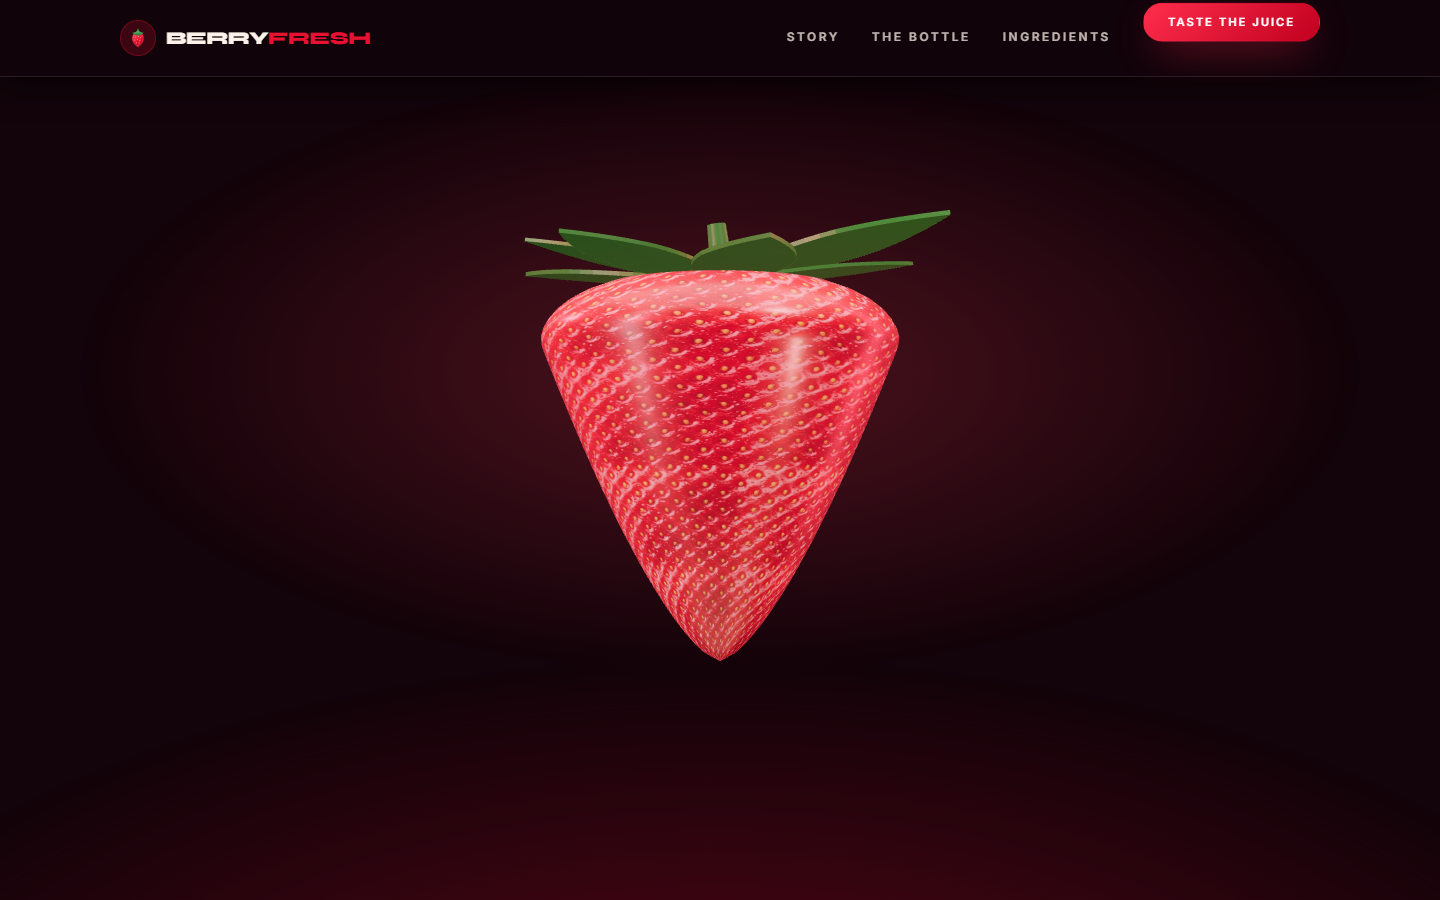 BERRYFRESH
STORY
THE BOTTLE
INGREDIENTS
TASTE THE JUICE